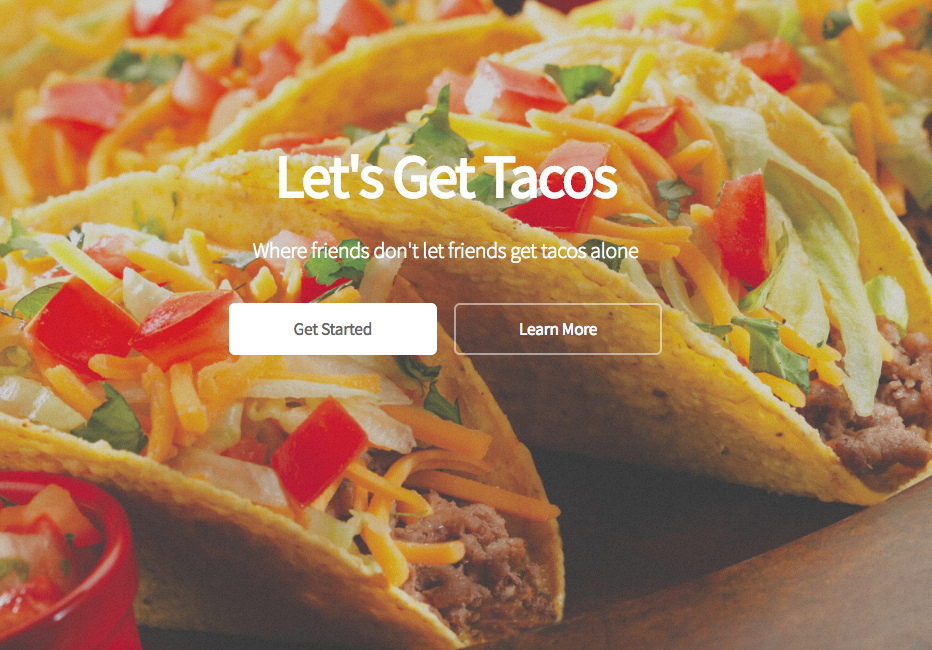 Let's Get Tacos
Where friends don't let friends get tacos alone
Get Started
Learn More